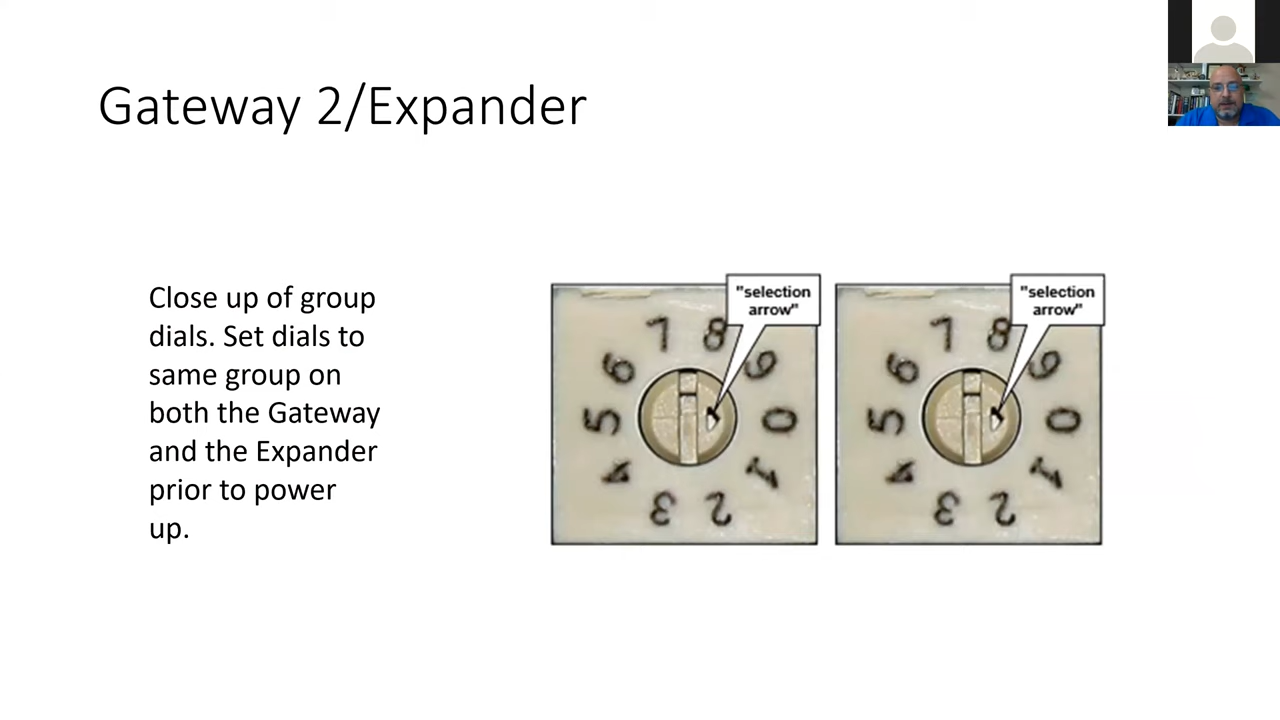 Gateway 2/Expander
Close up of group
dials. Set dials to
same group on
both the Gateway
and the Expander
prior to power
up.
"selection
arrow"
7 8 9 0 1 2 3 4 5 6
"selection
arrow"
7 8 9 0 1 2 3 4 5 6